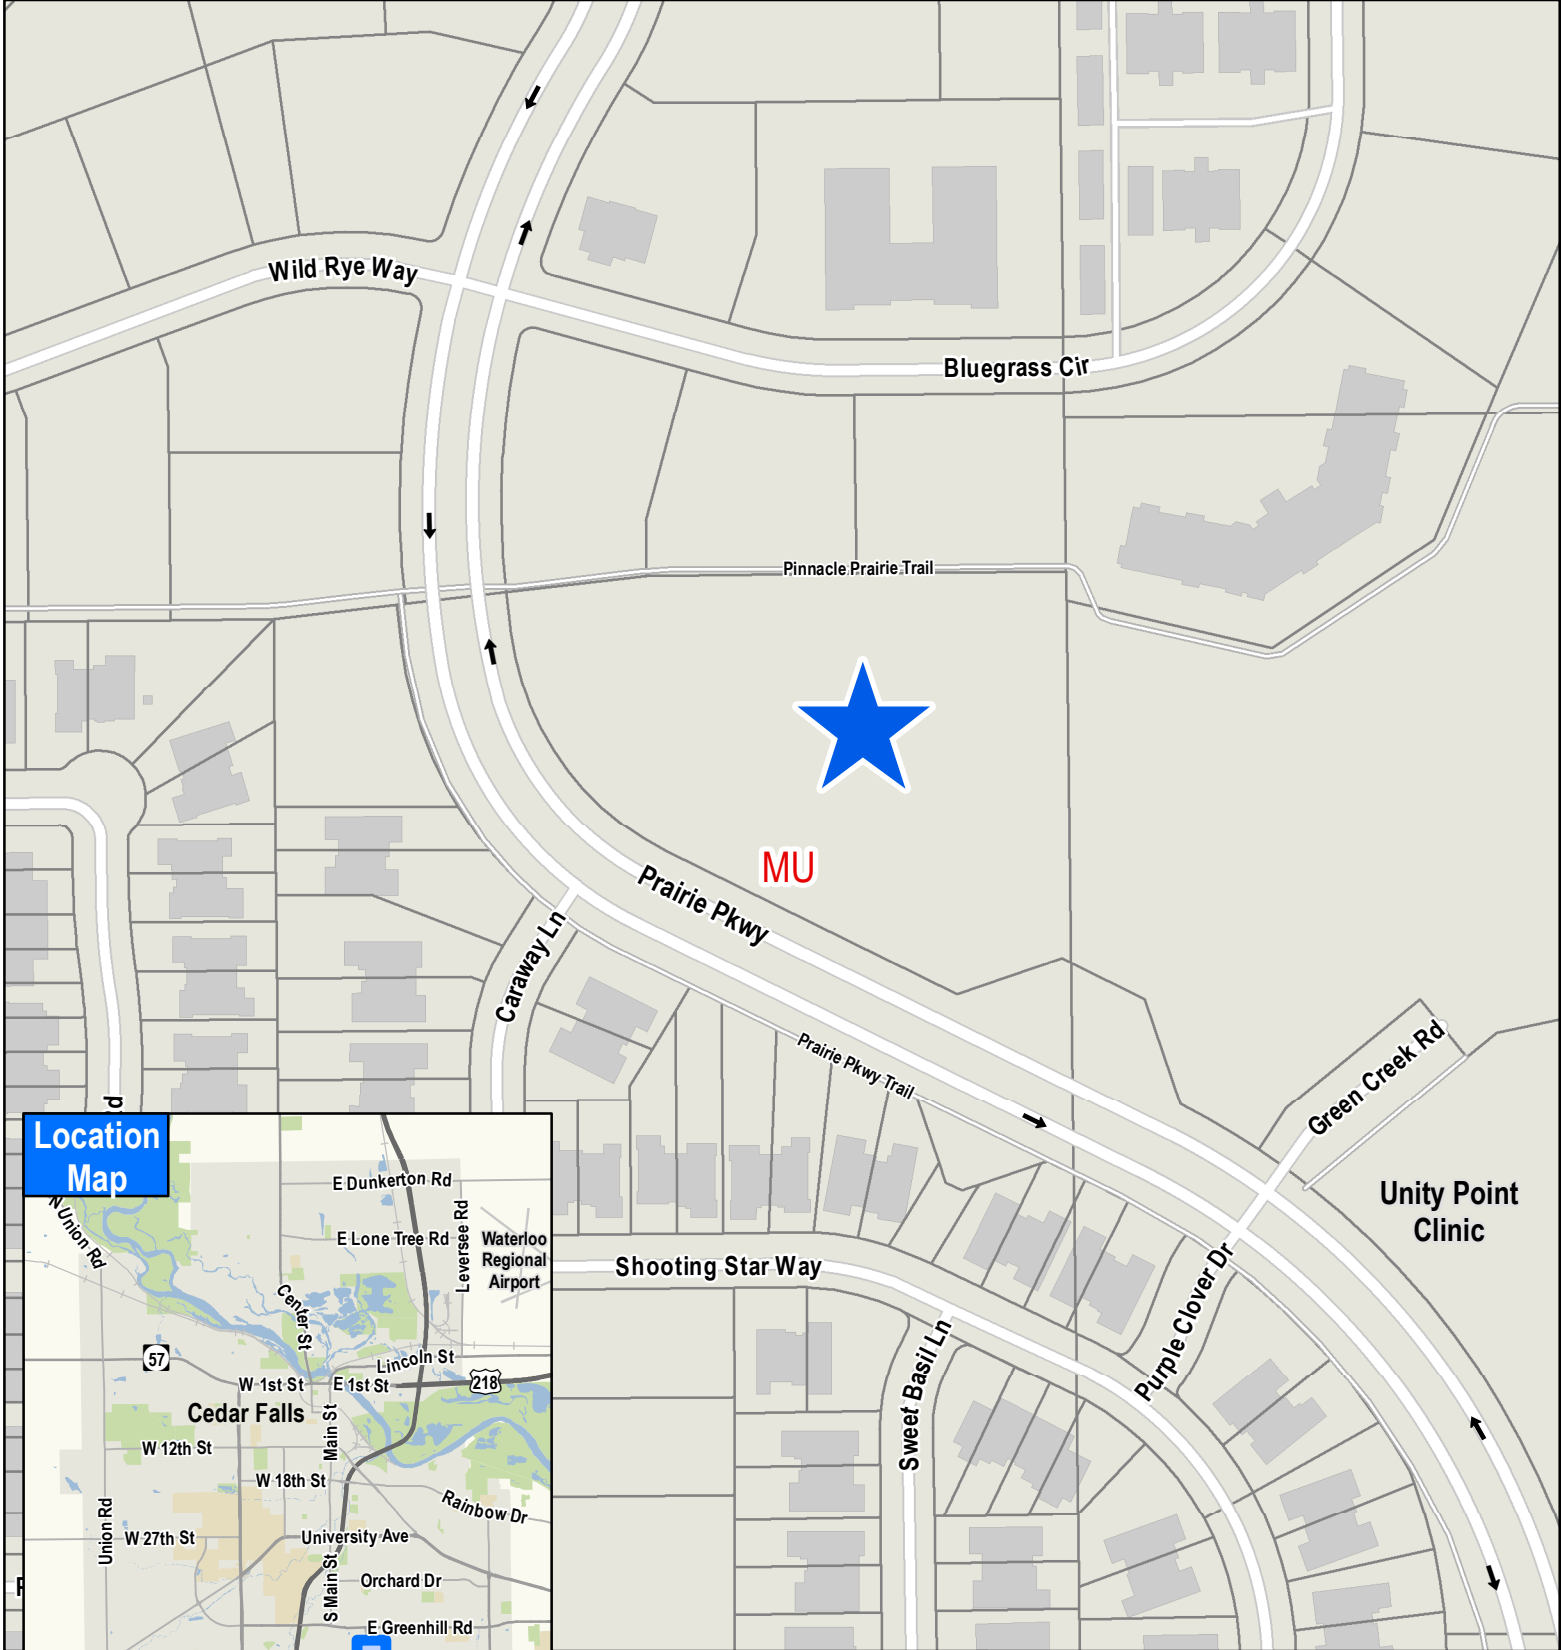 Wild Rye Way
Bluegrass Cir
Pinnacle Prairie Trail
MU
Prairie Pkwy
Caraway Ln
Prairie Pkwy Trail
Green Creek Rd
Unity Point
Clinic
Shooting Star Way
Purple Clover Dr
Sweet Basil Ln
Location
Map
N Union Rd
E Dunkerton Rd
E Lone Tree Rd
Leversee Rd
Waterloo
Regional
Airport
Center St
57
Lincoln St
W 1st St
E 1st St
218
Cedar Falls
Main St
W 12th St
W 18th St
Rainbow Dr
Union Rd
W 27th St
University Ave
S Main St
Orchard Dr
E Greenhill Rd